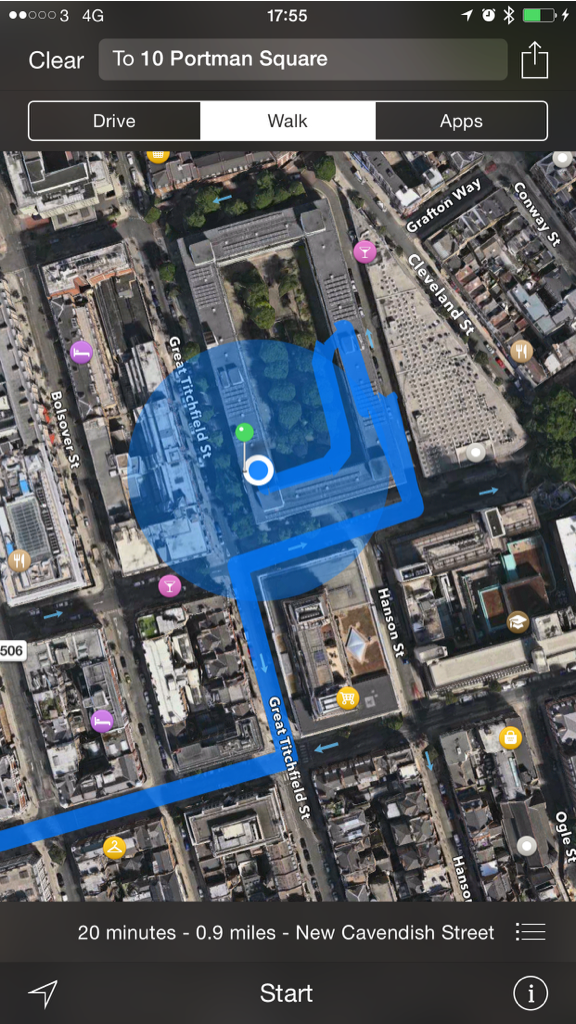 3 4G 17:55
Clear To 10 Portman Square
Drive Walk Apps
Grafton Way
Conway St
Cleveland St
Great Titchfield St
Bolsover St
Hanson St
506
Great Titchfield St
Ogle St
Hanso
20 minutes - 0.9 miles - New Cavendish Street
Start